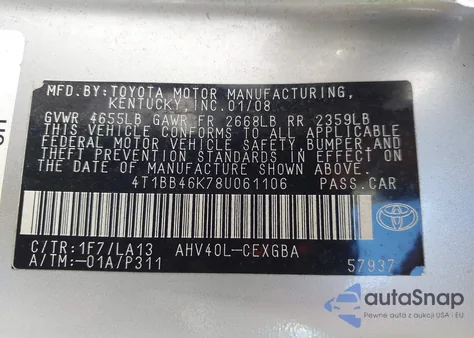 MFD.BY:TOYOTA MOTOR MANUFACTURING,
KENTUCKY,INC.01/08
GVWR 4655LB GAWR FR 2668LB RR 2359LB
THIS VEHICLE CONFORMS TO ALL APPLICABLE
FEDERAL MOTOR VEHICLE SAFETY, BUMPER,AND
THEFT PREVENTION STANDARDS IN EFFECT ON
THE DATE OF MANUFACTURE SHOWN ABOVE.
4T1BB46K78U061106 PASS.CAR
C/TR:1F7/LA13 AHV40L-CEXGBA
A/TM:-01A/P311 57937
TOYOTA
autoSnap
Pewne auta z aukcji USA i EU